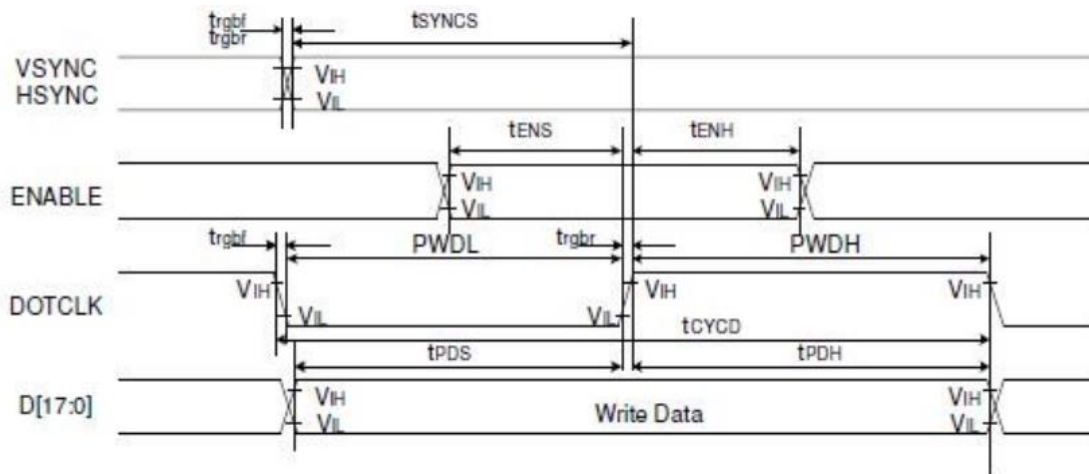 trgbf
trgbr
tSYNCS
VSYNC
HSYNC
VIH
VIL
tENS
tENH
ENABLE
VIH
VIL
VIH
VIL
trgbf
PWDL
trgbr
PWDH
DOTCLK
VIH
VIL
VIL
VIH
VIH
tCYCD
tPDS
tPDH
D[17:0]
VIH
VIL
Write Data
VIH
VIL